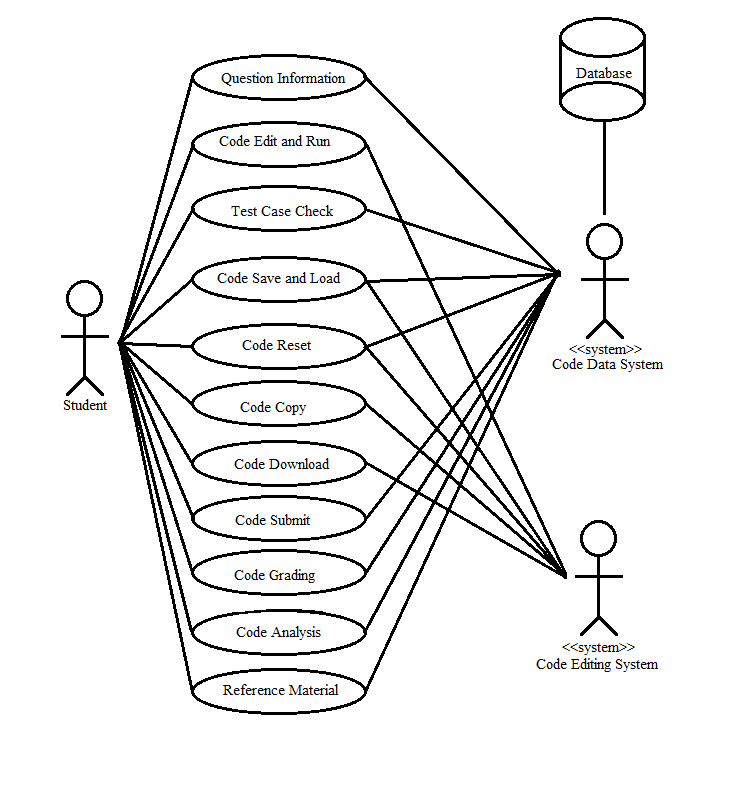 Database
Question Information
Code Edit and Run
Test Case Check
Code Save and Load
Code Reset
<<system>>
Code Data System
Student
Code Copy
Code Download
Code Submit
Code Grading
Code Analysis
<<system>>
Code Editing System
Reference Material